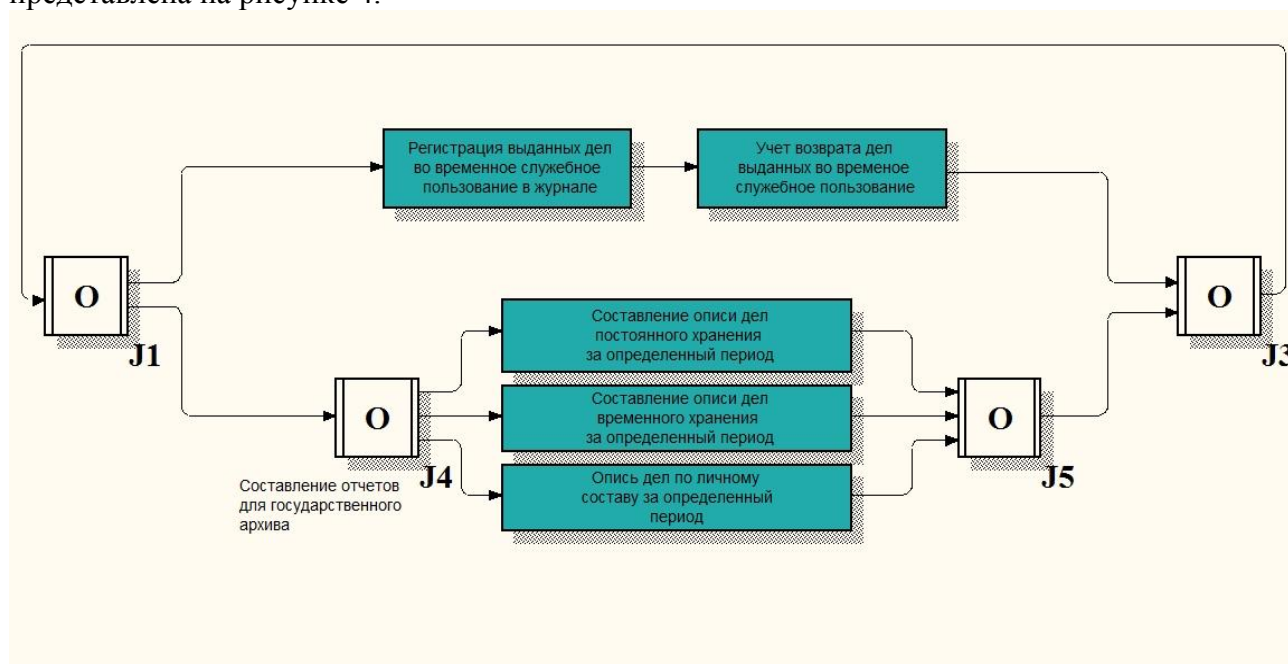 представлена на рисунке 4.
Регистрация выданных дел
во временное служебное
пользование в журнале
Учет возврата дел
выданных во временое
служебное пользование
О
J1
О
J3
Составление описи дел
постоянного хранения
за определенный период
О
J4
Составление описи дел
временного хранения
за определенный период
О
J5
Опись дел по личному
составу за определенный
период
Составление отчетов
для государственного
архива